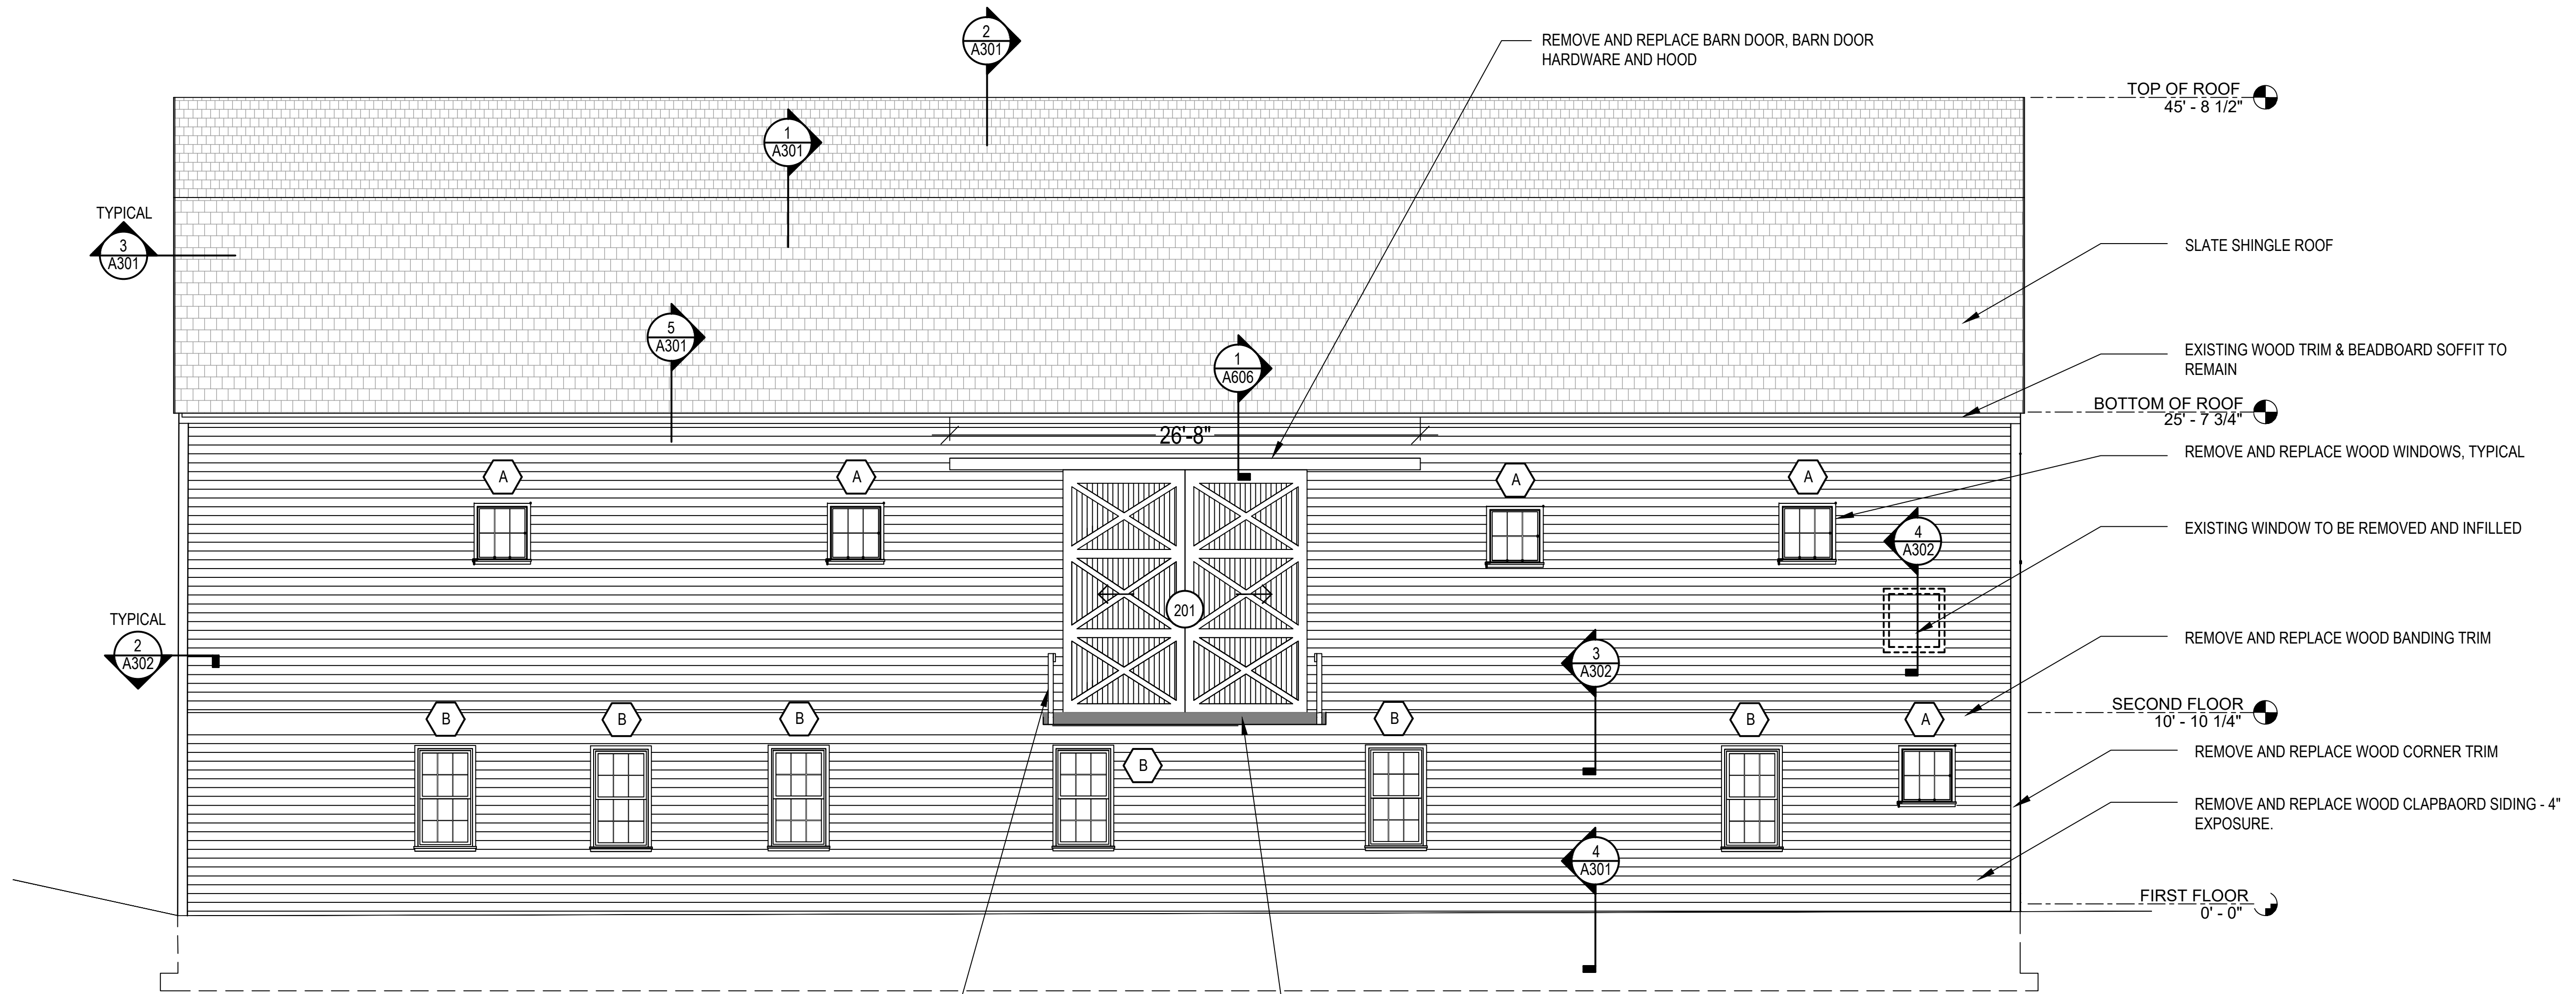 2
A301
REMOVE AND REPLACE BARN DOOR, BARN DOOR
HARDWARE AND HOOD
TOP OF ROOF
45' - 8 1/2"
1
A301
TYPICAL
3
A301
SLATE SHINGLE ROOF
5
A301
1
A606
EXISTING WOOD TRIM & BEADBOARD SOFFIT TO
REMAIN
BOTTOM OF ROOF
25' - 7 3/4"
26'-8"
REMOVE AND REPLACE WOOD WINDOWS, TYPICAL
A
A
A
A
4
A302
EXISTING WINDOW TO BE REMOVED AND INFILLED
201
TYPICAL
2
A302
3
A302
REMOVE AND REPLACE WOOD BANDING TRIM
SECOND FLOOR
10' - 10 1/4"
B
B
B
B
B
B
A
REMOVE AND REPLACE WOOD CORNER TRIM
REMOVE AND REPLACE WOOD CLAPBAORD SIDING - 4"
EXPOSURE.
4
A301
FIRST FLOOR
0' - 0"